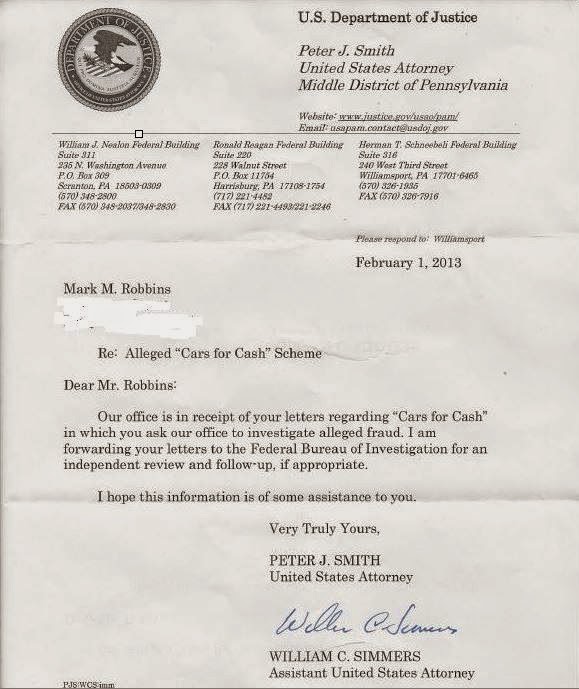 DEPARTMENT OF JUSTICE
U.S. Department of Justice
Peter J. Smith
United States Attorney
Middle District of Pennsylvania
Website: www.justice.gov/usao/pam/
Email: usapam.contact@usdoj.gov
William J. Nealon Federal Building
Suite 311
235 N. Washington Avenue
P.O. Box 309
Scranton, PA 18503-0309
(570) 348-2800
FAX (570) 348-2037/348-2830
Ronald Reagan Federal Building
Suite 220
228 Walnut Street
P.O. Box 11754
Harrisburg, PA 17108-1754
(717) 221-4482
FAX (717) 221-4493/221-2246
Herman T. Schneebeli Federal Building
Suite 316
240 West Third Street
Williamsport, PA 17701-6465
(570) 326-1935
FAX (570) 326-7916
Please respond to: Williamsport
February 1, 2013
Mark M. Robbins
Re: Alleged “Cars for Cash” Scheme
Dear Mr. Robbins:
Our office is in receipt of your letters regarding “Cars for Cash”
in which you ask our office to investigate alleged fraud. I am
forwarding your letters to the Federal Bureau of Investigation for an
independent review and follow-up, if appropriate.
I hope this information is of some assistance to you.
Very Truly Yours,
PETER J. SMITH
United States Attorney
William C Simmers
WILLIAM C. SIMMERS
Assistant United States Attorney
PJS:WCS:imm